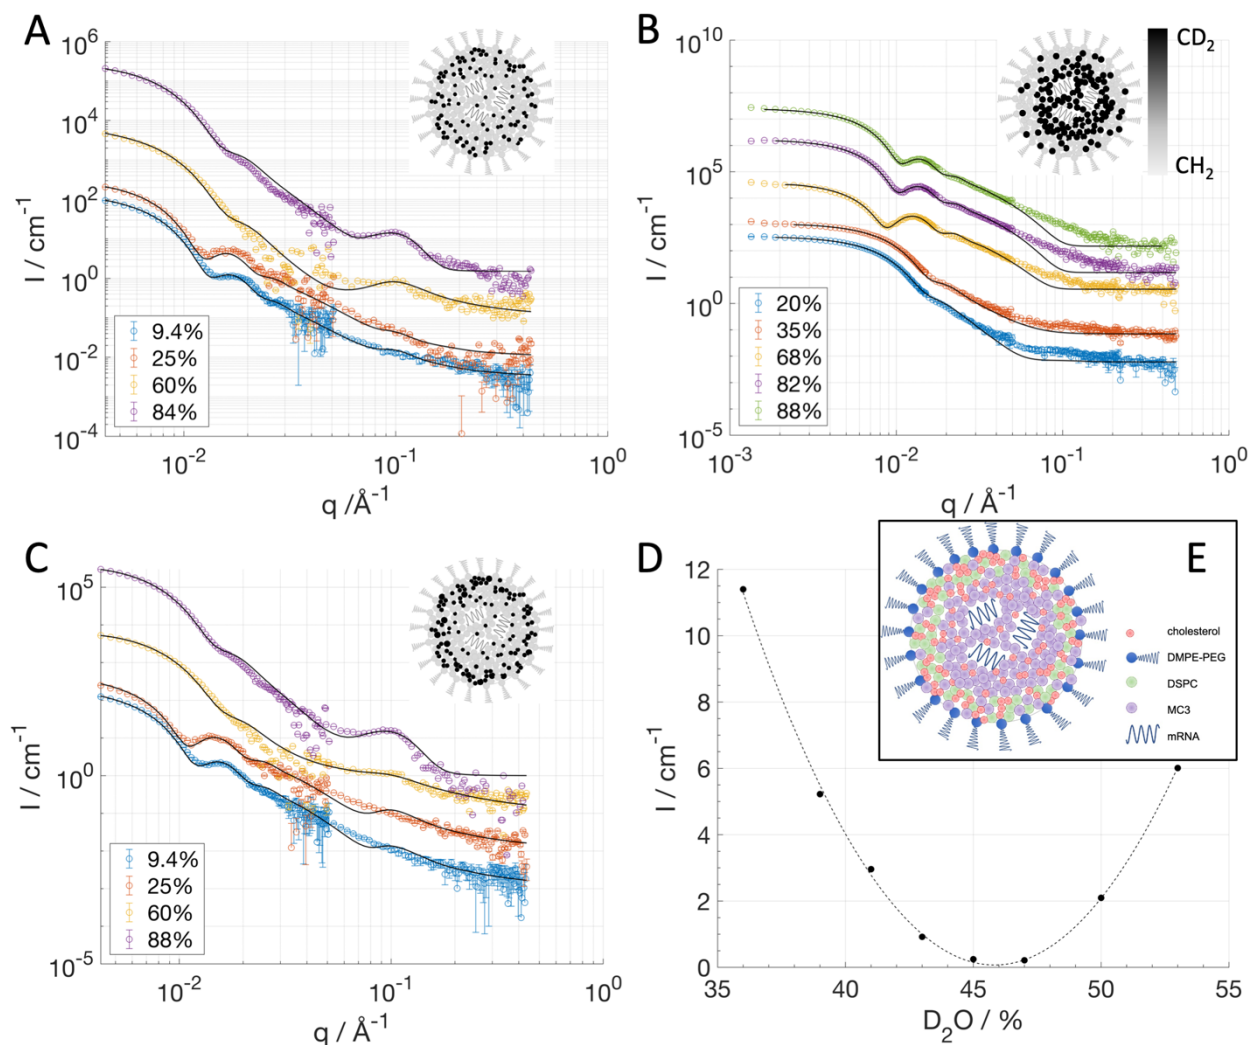 A
10^6
10^4
10^2
10^0
10^-2
10^-4
I / cm^-1
9.4%
25%
60%
84%
10^-2
10^-1
10^0
q /Å^-1
B
CD2
CH2
10^10
10^5
10^0
10^-5
I / cm^-1
20%
35%
68%
82%
88%
10^-3
10^-2
10^-1
10^0
q / Å^-1
C
10^5
10^0
10^-5
I / cm^-1
9.4%
25%
60%
88%
10^-2
10^-1
10^0
q / Å^-1
D
12
10
8
6
4
2
0
I / cm^-1
35
40
45
50
55
D2O / %
E
cholesterol
DMPE-PEG
DSPC
MC3
mRNA